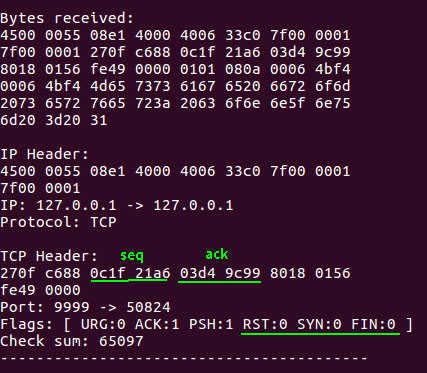 Bytes received:
4500 0055 08e1 4000 4006 33c0 7f00 0001
7f00 0001 270f c688 0c1f 21a6 03d4 9c99
8018 0156 fe49 0000 0101 080a 0006 4bf4
0006 4bf4 4d65 7373 6167 6520 6672 6f6d
2073 6572 7665 723a 2063 6f6e 6e5f 6e75
6d20 3d20 31
IP Header:
4500 0055 08e1 4000 4006 33c0 7f00 0001
7f00 0001
IP: 127.0.0.1 -> 127.0.0.1
Protocol: TCP
TCP Header: seq ack
270f c688 0c1f 21a6 03d4 9c99 8018 0156
fe49 0000
Port: 9999 -> 50824
Flags: [ URG:0 ACK:1 PSH:1 RST:0 SYN:0 FIN:0 ]
Check sum: 65097
-----------------------------------------